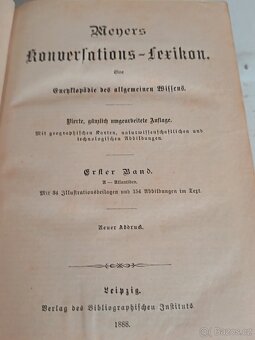 Meyers
Konversations-Lexikon.
Eine
Encyklopädie des allgemeinen Wissens.
Vierte, gänzlich umgearbeitete Auflage.
Mit geographischen Karten, naturwissenschaftlichen und
technologischen Abbildungen.
Erster Band.
A — Atlantiden.
Mit 34 Illustrationsbeilagen und 154 Abbildungen im Text.
Neuer Abdruck.
Leipzig.
Verlag des Bibliographischen Instituts.
1888.